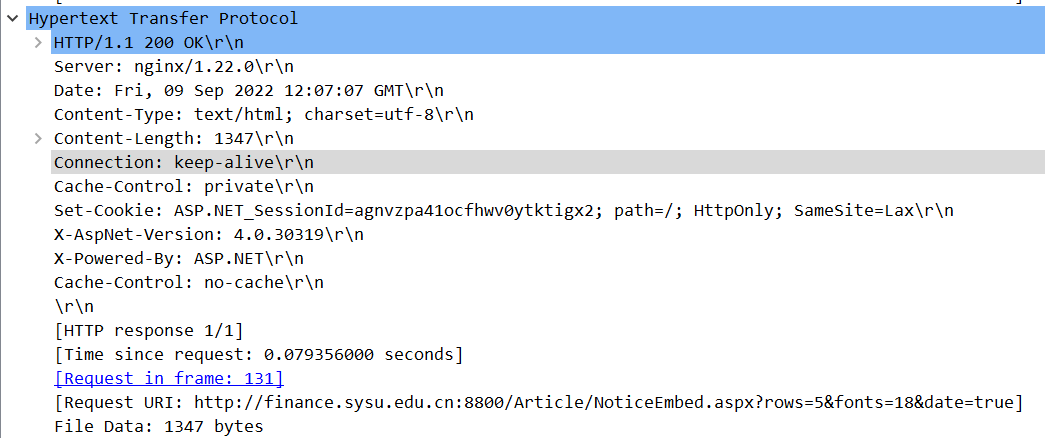 Hypertext Transfer Protocol
HTTP/1.1 200 OK\r\n
Server: nginx/1.22.0\r\n
Date: Fri, 09 Sep 2022 12:07:07 GMT\r\n
Content-Type: text/html; charset=utf-8\r\n
Content-Length: 1347\r\n
Connection: keep-alive\r\n
Cache-Control: private\r\n
Set-Cookie: ASP.NET_SessionId=agnvzpa41ocfhwv0ytktigx2; path=/; HttpOnly; SameSite=Lax\r\n
X-AspNet-Version: 4.0.30319\r\n
X-Powered-By: ASP.NET\r\n
Cache-Control: no-cache\r\n
\r\n
[HTTP response 1/1]
[Time since request: 0.079356000 seconds]
[Request in frame: 131]
[Request URI: http://finance.sysu.edu.cn:8800/Article/NoticeEmbed.aspx?rows=5&fonts=18&date=true]
File Data: 1347 bytes